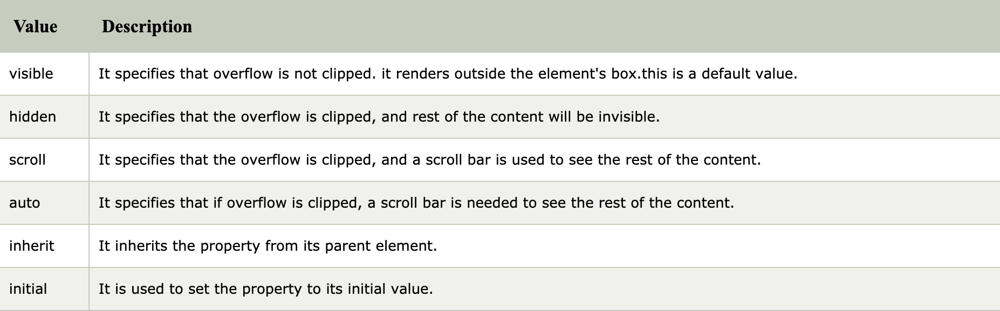 Value Description
visible It specifies that overflow is not clipped. it renders outside the element's box.this is a default value.
hidden It specifies that the overflow is clipped, and rest of the content will be invisible.
scroll It specifies that the overflow is clipped, and a scroll bar is used to see the rest of the content.
auto It specifies that if overflow is clipped, a scroll bar is needed to see the rest of the content.
inherit It inherits the property from its parent element.
initial It is used to set the property to its initial value.